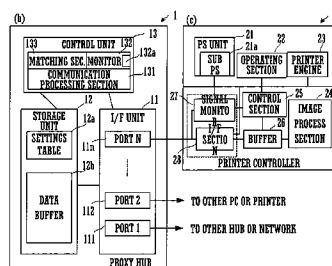 (b)
1
(c)
13
CONTROL UNIT
133
132
MATCHING SEC.
MONITOR
132a
COMMUNICATION
PROCESSING SECTION
131
12
STORAGE
UNIT
12a
SETTINGS
TABLE
12b
DATA
BUFFER
11
I/F UNIT
11n
PORT N
112
PORT 2
111
PORT 1
PROXY HUB
21
PS UNIT
21a
SUB
PS
22
OPERATING
SECTION
23
PRINTER
ENGINE
27
SIGNAL
MONITO
R
I/F
SECTIO
N
28
25
CONTROL
SECTION
26
BUFFER
24
IMAGE
PROCESS
SECTION
PRINTER CONTROLLER
TO OTHER PC OR PRINTER
TO OTHER HUB OR NETWORK